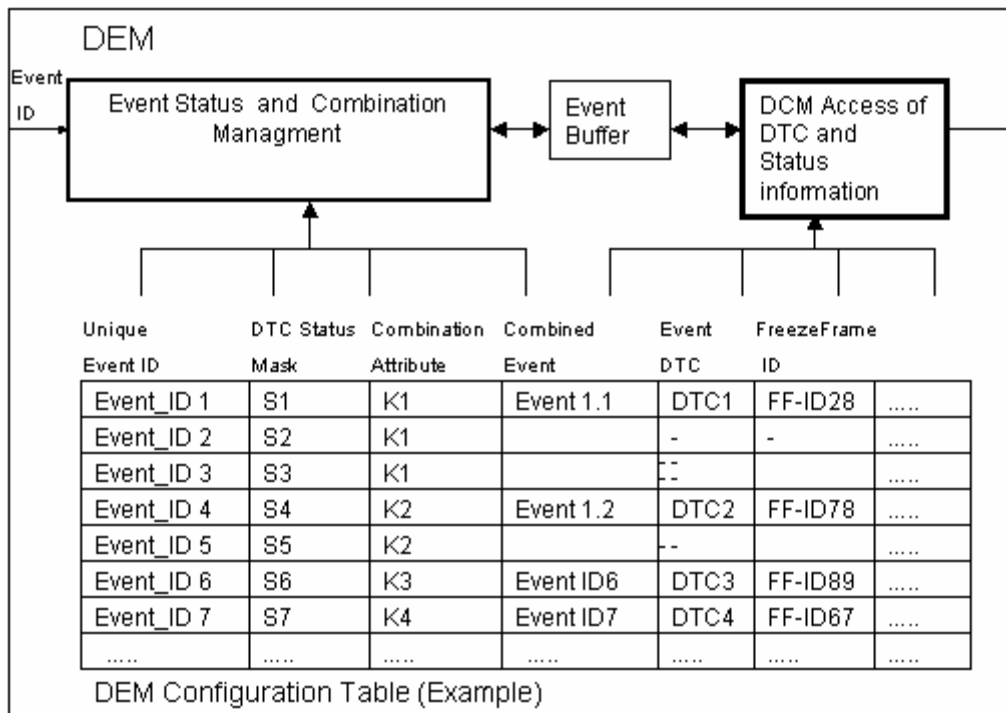 DEM
Event
ID
Event Status and Combination
Managment
Event
Buffer
DCM Access of
DTC and
Status
information
Unique
Event ID
DTC Status
Mask
Combination
Attribute
Combined
Event
Event
DTC
FreezeFrame
ID
Event_ID 1 S1 K1 Event 1.1 DTC1 FF-ID28 .....
Event_ID 2 S2 K1 - - .....
Event_ID 3 S3 K1 -- .....
Event_ID 4 S4 K2 Event 1.2 DTC2 FF-ID78 .....
Event_ID 5 S5 K2 -- .....
Event_ID 6 S6 K3 Event ID6 DTC3 FF-ID89 .....
Event_ID 7 S7 K4 Event ID7 DTC4 FF-ID67 .....
..... ..... ..... ..... ..... ..... .....
DEM Configuration Table (Example)